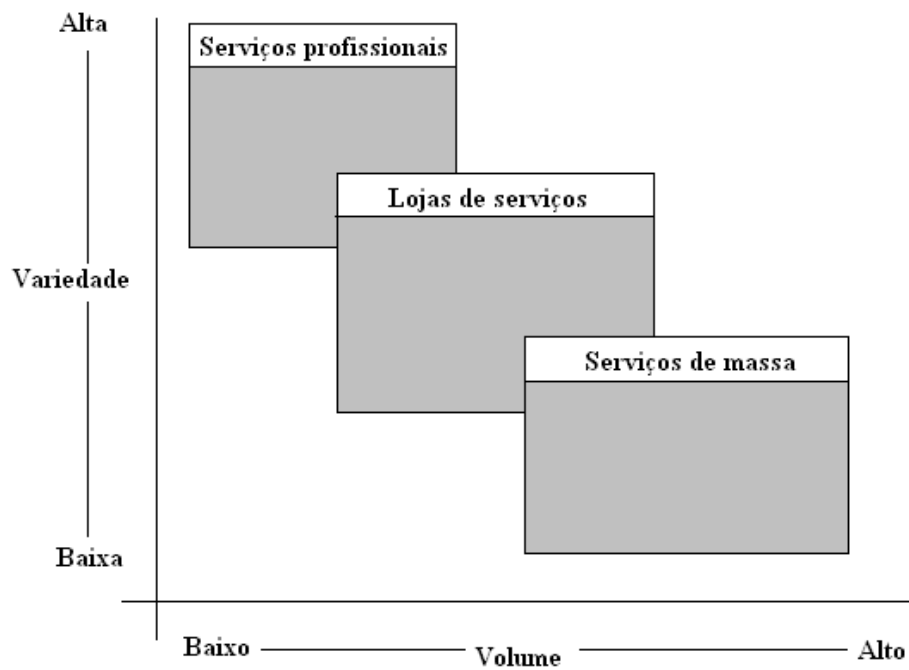 Alta
Serviços profissionais
Lojas de serviços
Variedade
Serviços de massa
Baixa
Baixo
Volume
Alto